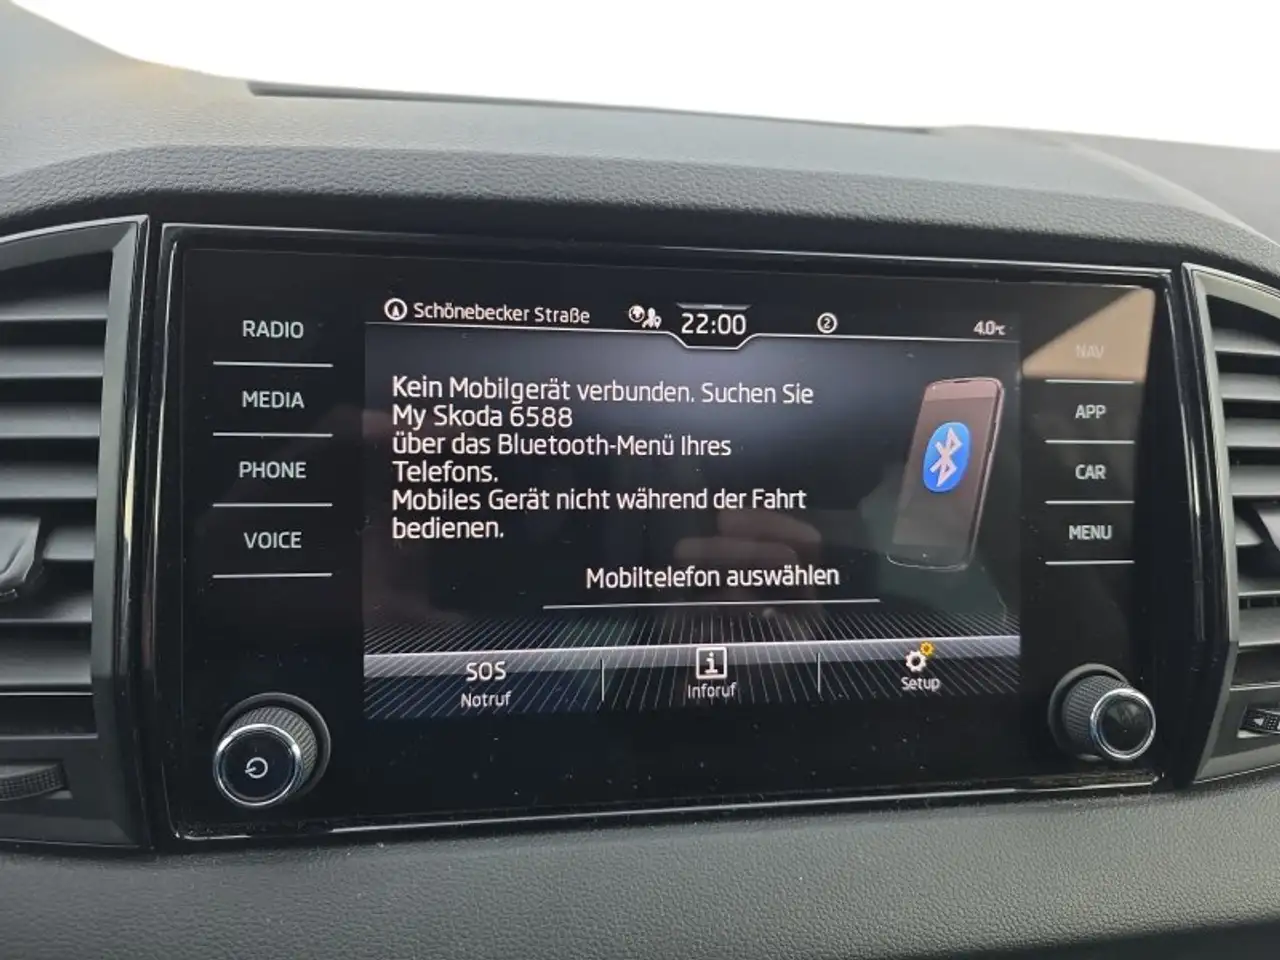 Schönebecker Straße 22:00 2 4.0°C
RADIO
MEDIA
PHONE
VOICE
Kein Mobilgerät verbunden. Suchen Sie
My Skoda 6588
über das Bluetooth-Menü Ihres
Telefons.
Mobiles Gerät nicht während der Fahrt
bedienen.
Mobiltelefon auswählen
SOS
Notruf
i
Inforuf
Setup
NAV
APP
CAR
MENU